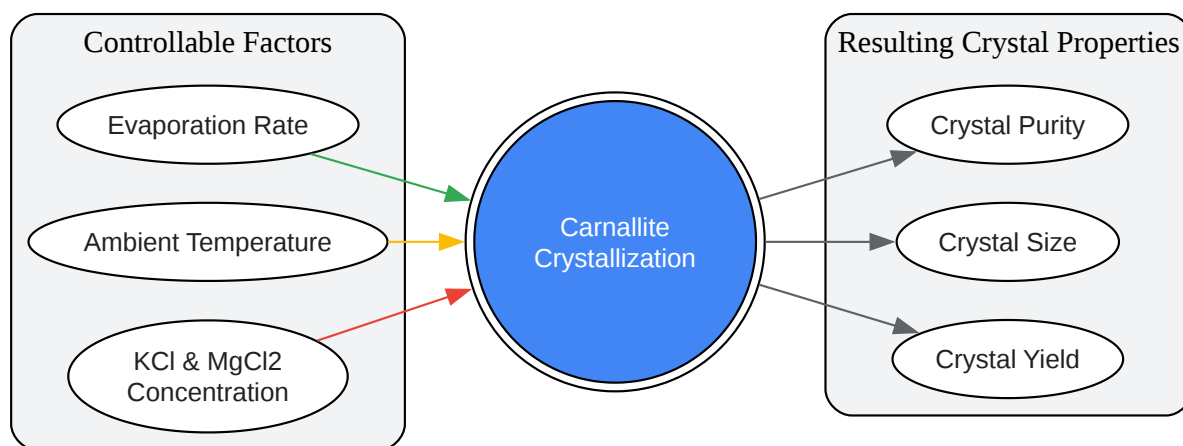 Controllable Factors
Evaporation Rate
Ambient Temperature
KCl & MgCl2
Concentration
Carnallite
Crystallization
Resulting Crystal Properties
Crystal Purity
Crystal Size
Crystal Yield